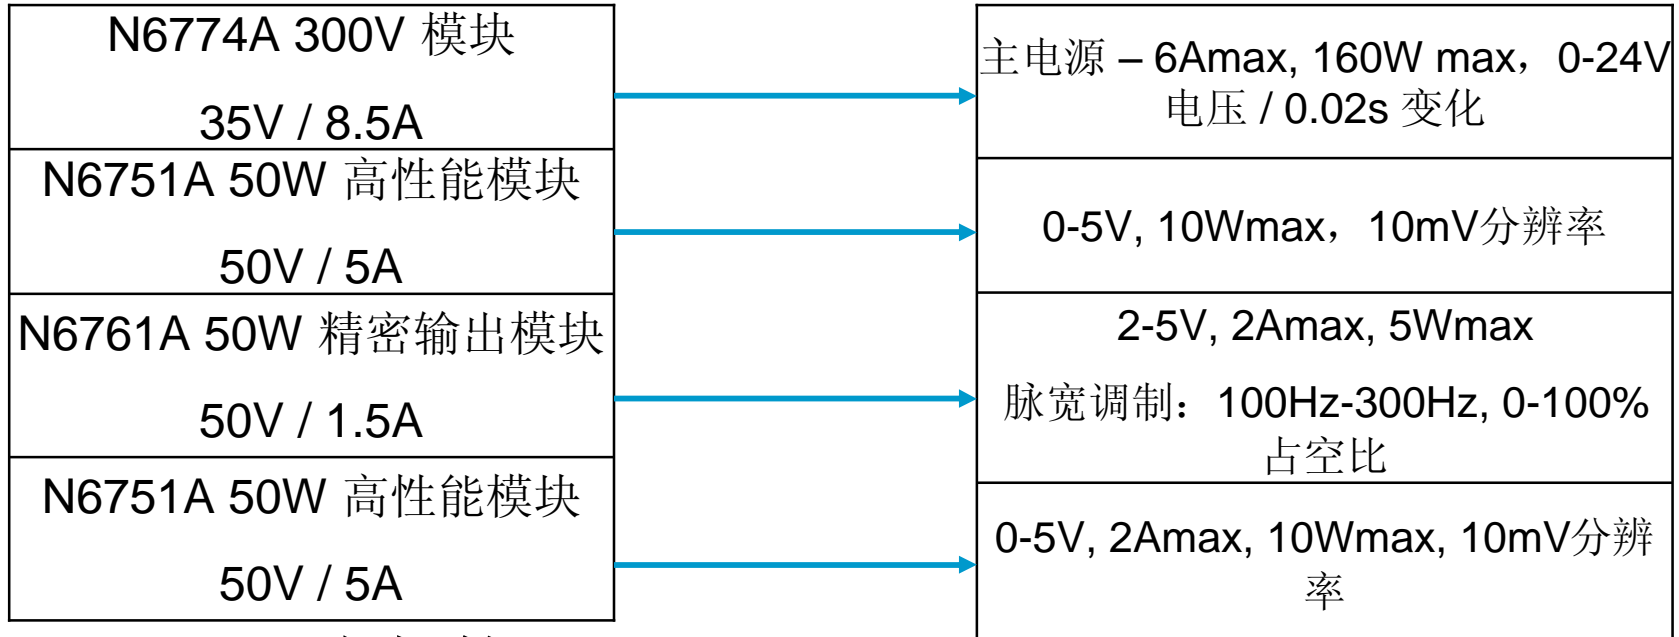 N6774A 300V 模块
35V / 8.5A
N6751A 50W 高性能模块
50V / 5A
N6761A 50W 精密输出模块
50V / 1.5A
N6751A 50W 高性能模块
50V / 5A
主电源 – 6Amax, 160W max，0-24V
电压 / 0.02s 变化
0-5V, 10Wmax，10mV分辨率
2-5V, 2Amax, 5Wmax
脉宽调制：100Hz-300Hz, 0-100%
占空比
0-5V, 2Amax, 10Wmax, 10mV分辨
率